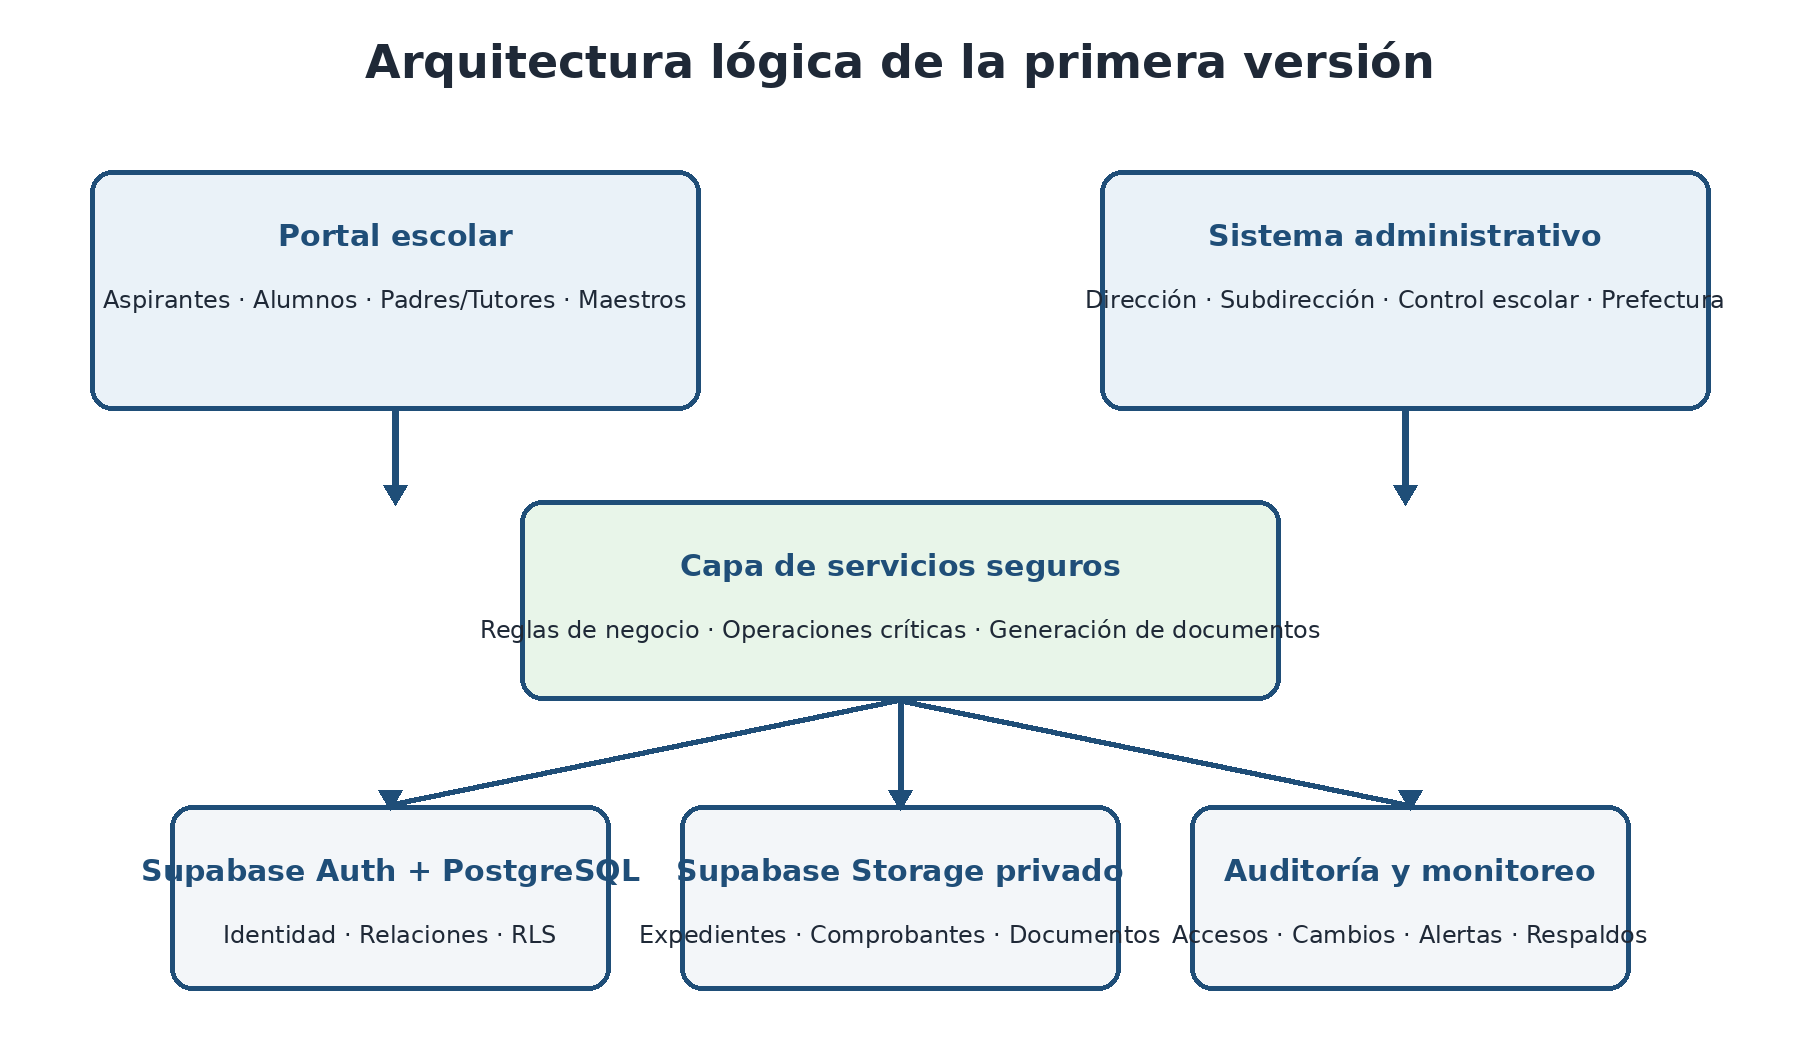 Arquitectura lógica de la primera versión
Portal escolar
Aspirantes · Alumnos · Padres/Tutores · Maestros
Sistema administrativo
Dirección · Subdirección · Control escolar · Prefectura
Capa de servicios seguros
Reglas de negocio · Operaciones críticas · Generación de documentos
Supabase Auth + PostgreSQL
Identidad · Relaciones · RLS
Supabase Storage privado
Expedientes · Comprobantes · Documentos
Auditoría y monitoreo
Accesos · Cambios · Alertas · Respaldos